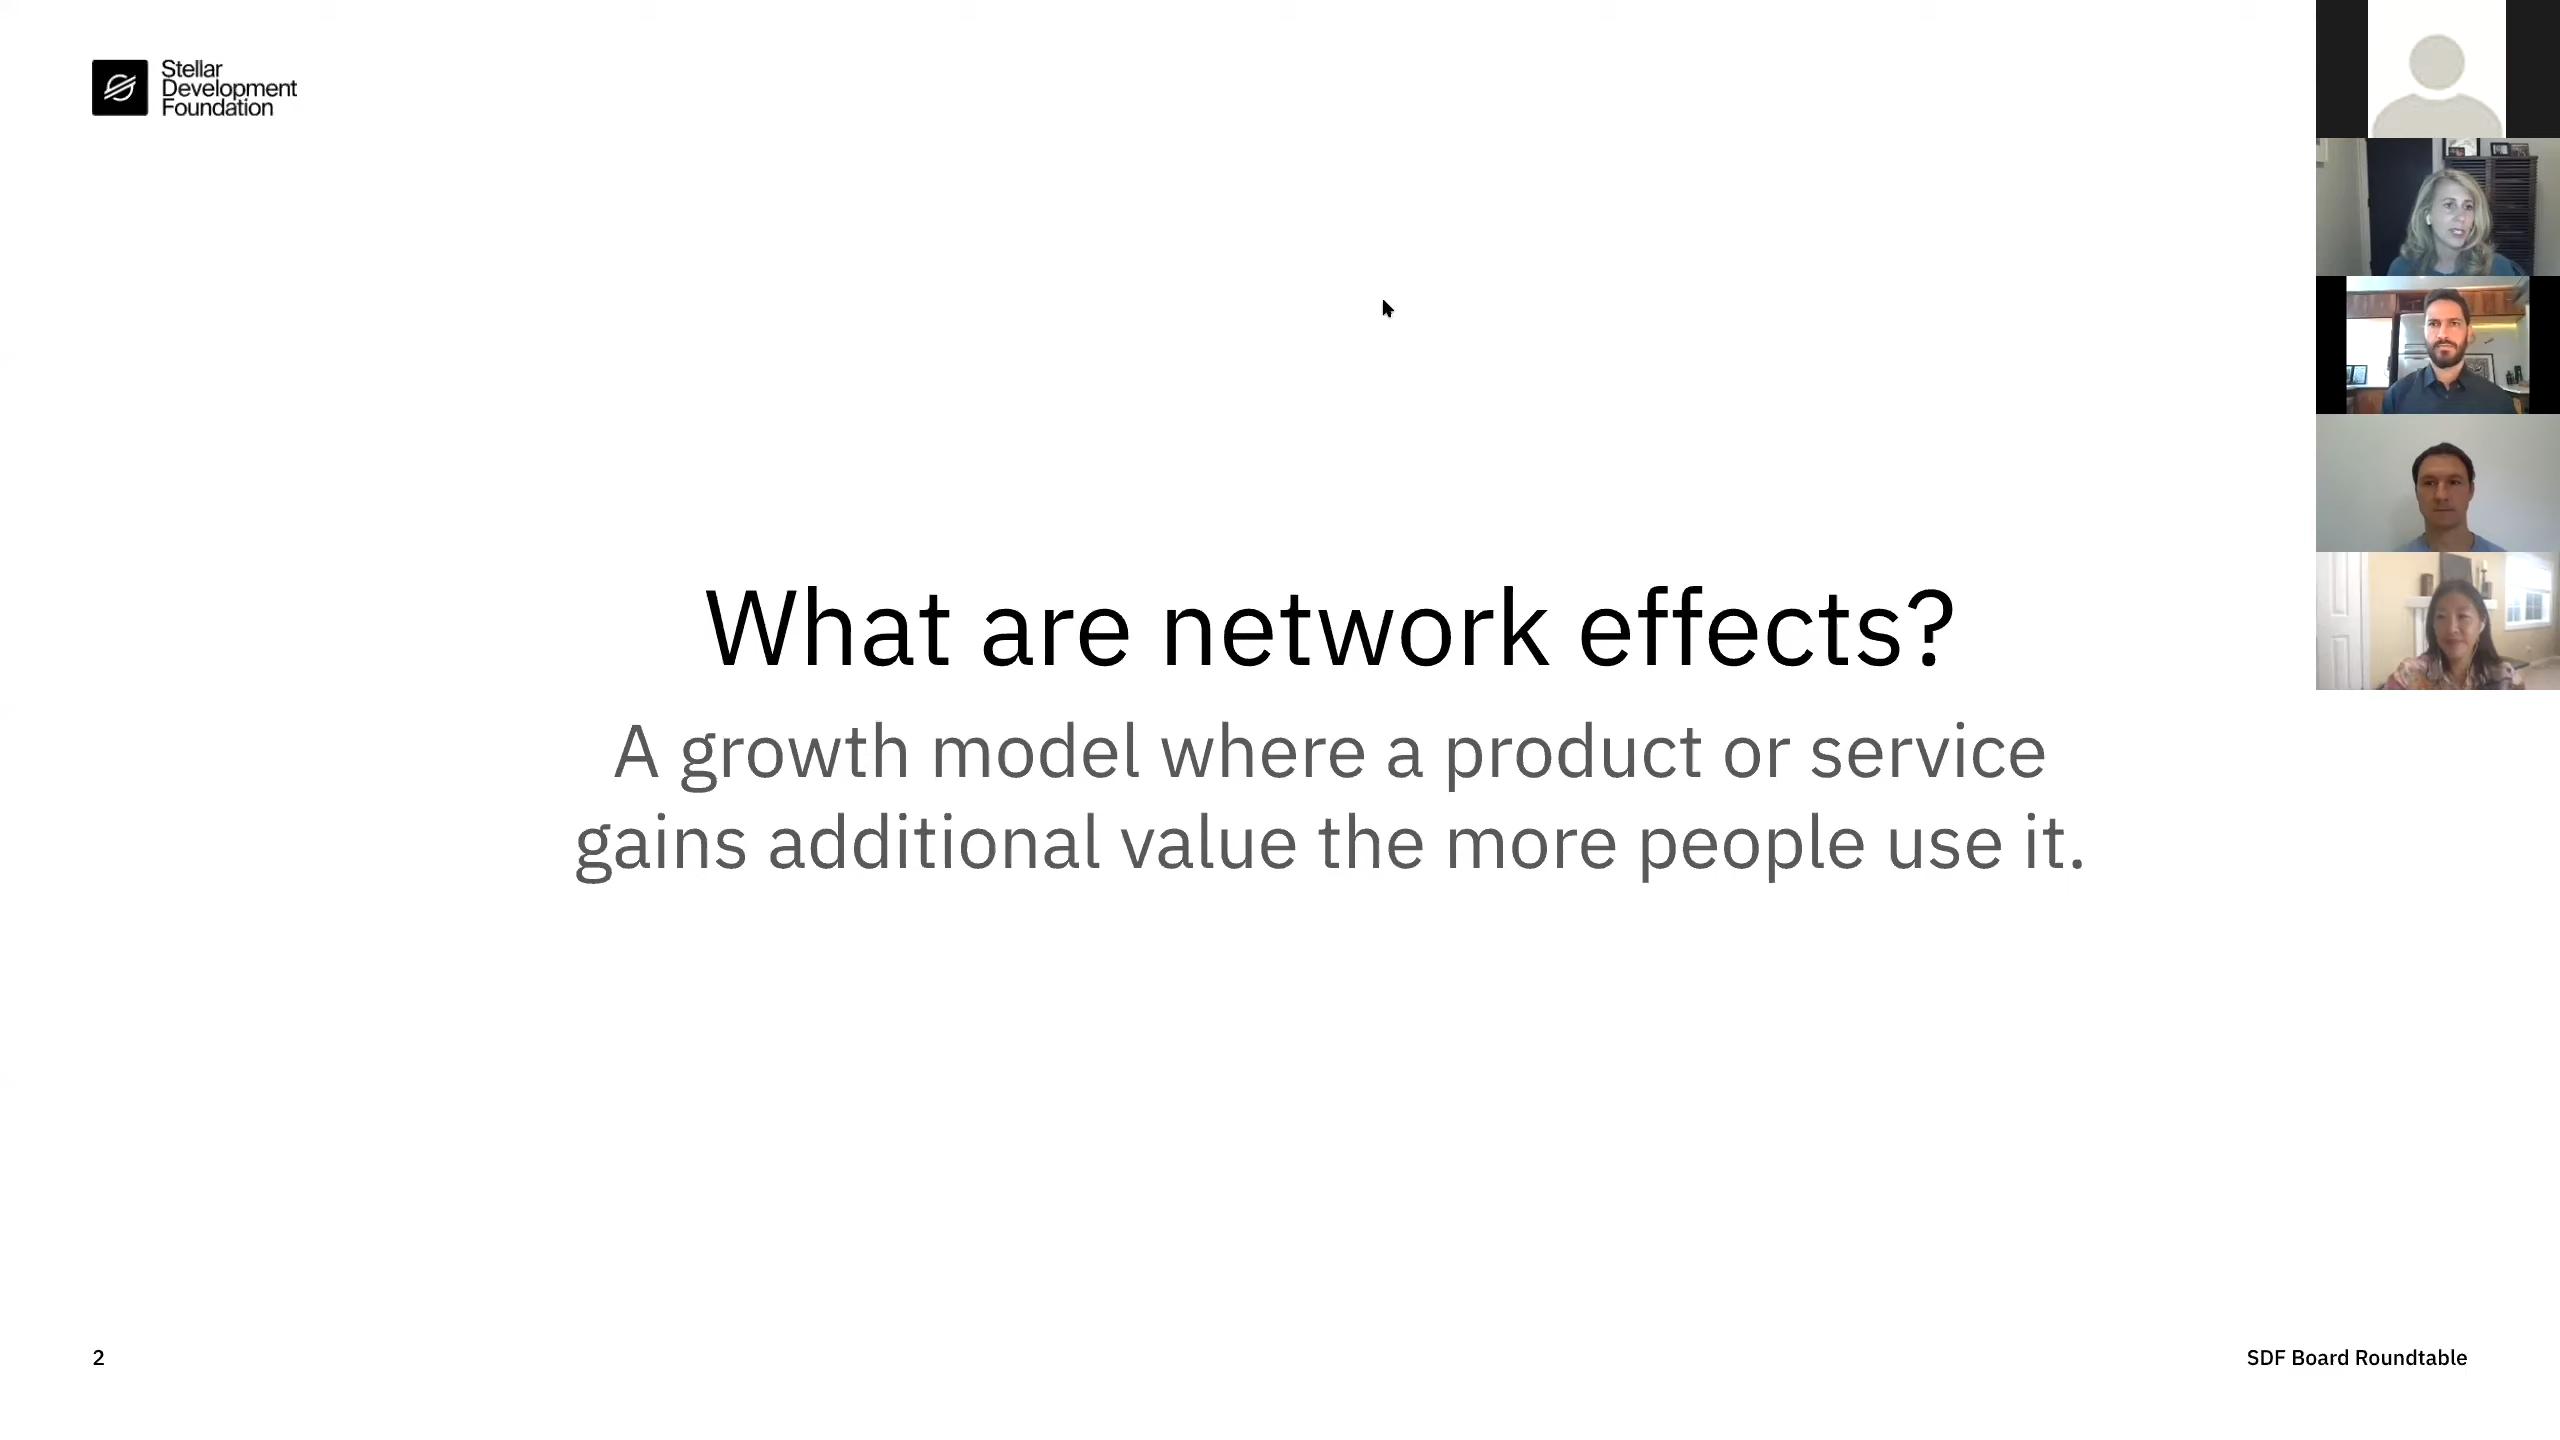 Stellar
Development
Foundation
What are network effects?
A growth model where a product or service
gains additional value the more people use it.
2
SDF Board Roundtable